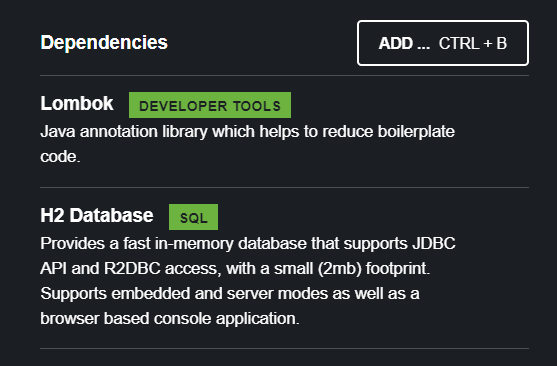 Dependencies ADD ... CTRL + B
Lombok DEVELOPER TOOLS
Java annotation library which helps to reduce boilerplate
code.
H2 Database SQL
Provides a fast in-memory database that supports JDBC
API and R2DBC access, with a small (2mb) footprint.
Supports embedded and server modes as well as a
browser based console application.